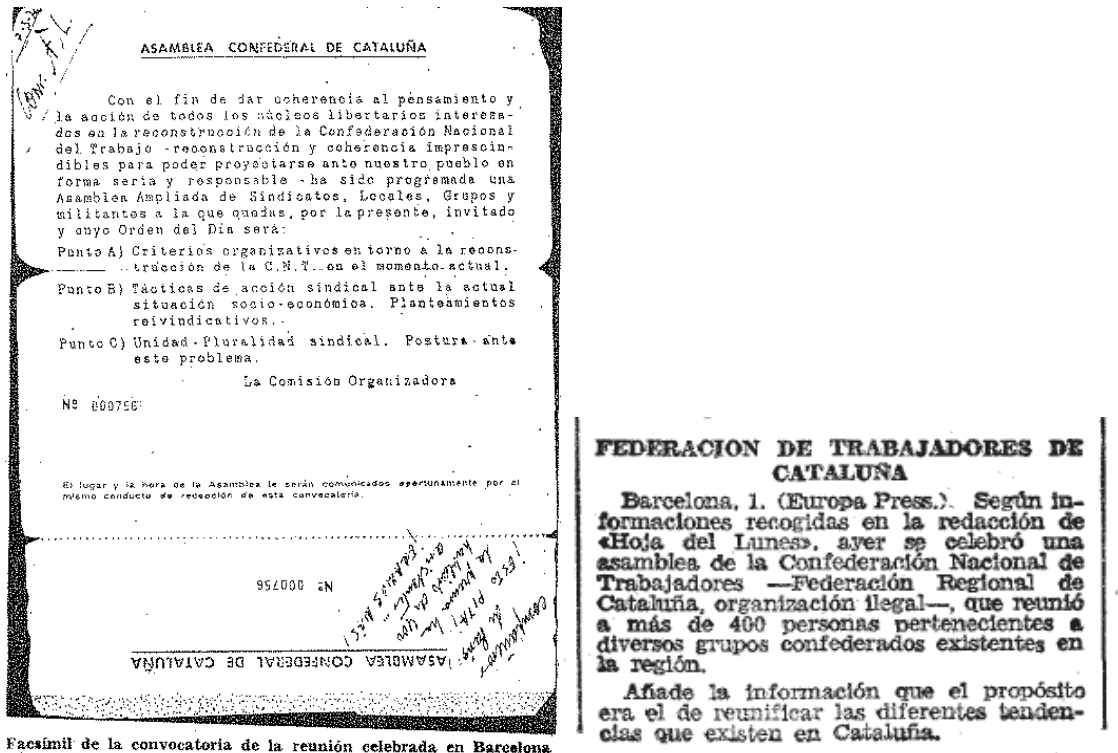 ASAMBLEA CONFEDERAL DE CATALUÑA
Con el fin de dar coherencia al pensamiento y
la acción de todos los núcleos libertarios interesa-
dos en la reconstrucción de la Confederación Nacional
del Trabajo -reconstrucción y coherencia imprescin-
dibles para poder proyectarse ante nuestro pueblo en
forma seria y responsable -ha sido programada una
Asamblea Ampliada de Sindicatos, Locales, Grupos y
militantes a la que quedas, por la presente, invitado
y cuyo Orden del Día será:
Punto A) Criterios organizativos en torno a la recons-
trucción de la C.N.T. en el momento actual.
Punto B) Tácticas de acción sindical ante la actual
situación socio-económica. Planteamientos
reivindicativos.
Punto C) Unidad-Pluralidad sindical. Postura ante
este problema.
La Comisión Organizadora
Nº 000756
El lugar y la hora de la Asamblea le serán comunicados oportunamente por el
mismo conducto de redacción de esta convocatoria.
Nº 000756
ASAMBLEA CONFEDERAL DE CATALUÑA
Facsímil de la convocatoria de la reunión celebrada en Barcelona
FEDERACION DE TRABAJADORES DE
CATALUÑA
Barcelona, 1. (Europa Press.). Según in-
formaciones recogidas en la redacción de
«Hoja del Lunes», ayer se celebró una
asamblea de la Confederación Nacional de
Trabajadores —Federación Regional de
Cataluña, organización ilegal—, que reunió
a más de 400 personas pertenecientes a
diversos grupos confederados existentes en
la región.
Añade la información que el propósito
era el de reunificar las diferentes tenden-
cias que existen en Cataluña.